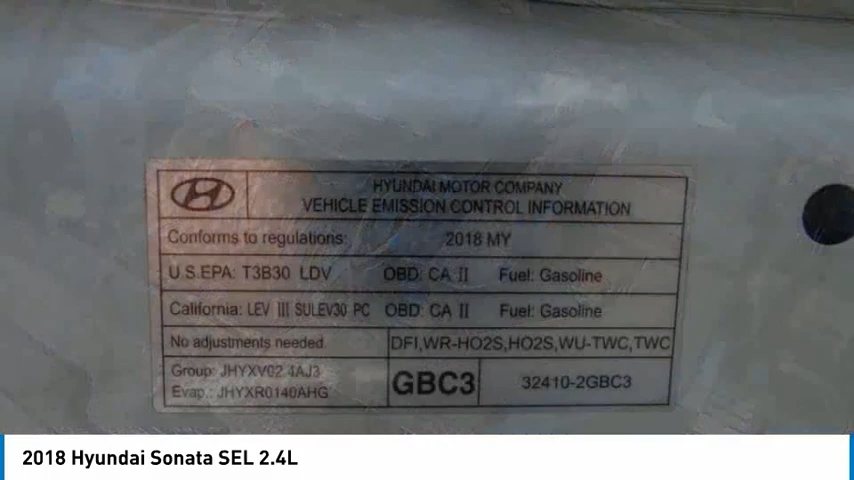 HYUNDAI MOTOR COMPANY
VEHICLE EMISSION CONTROL INFORMATION
Conforms to regulations: 2018 MY
U.S.EPA: T3B30 LDV OBD: CA II Fuel: Gasoline
California: LEV III SULEV30 PC OBD: CA II Fuel: Gasoline
No adjustments needed. DFI,WR-HO2S,HO2S,WU-TWC,TWC
Group: JHYXV02.4AJ3
Evap.: JHYXR0140AHG
GBC3 32410-2GBC3
2018 Hyundai Sonata SEL 2.4L